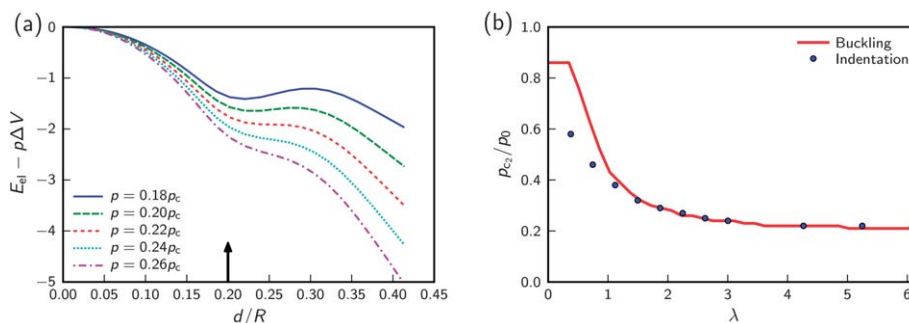 (a)
0
−1
−2
−3
−4
−5
E_el − pΔV
p = 0.18p_c
p = 0.20p_c
p = 0.22p_c
p = 0.24p_c
p = 0.26p_c
0.00 0.05 0.10 0.15 0.20 0.25 0.30 0.35 0.40 0.45
d/R
(b)
1.0
0.8
0.6
0.4
0.2
0.0
p_c₂/p₀
Buckling
Indentation
0 1 2 3 4 5 6
λ